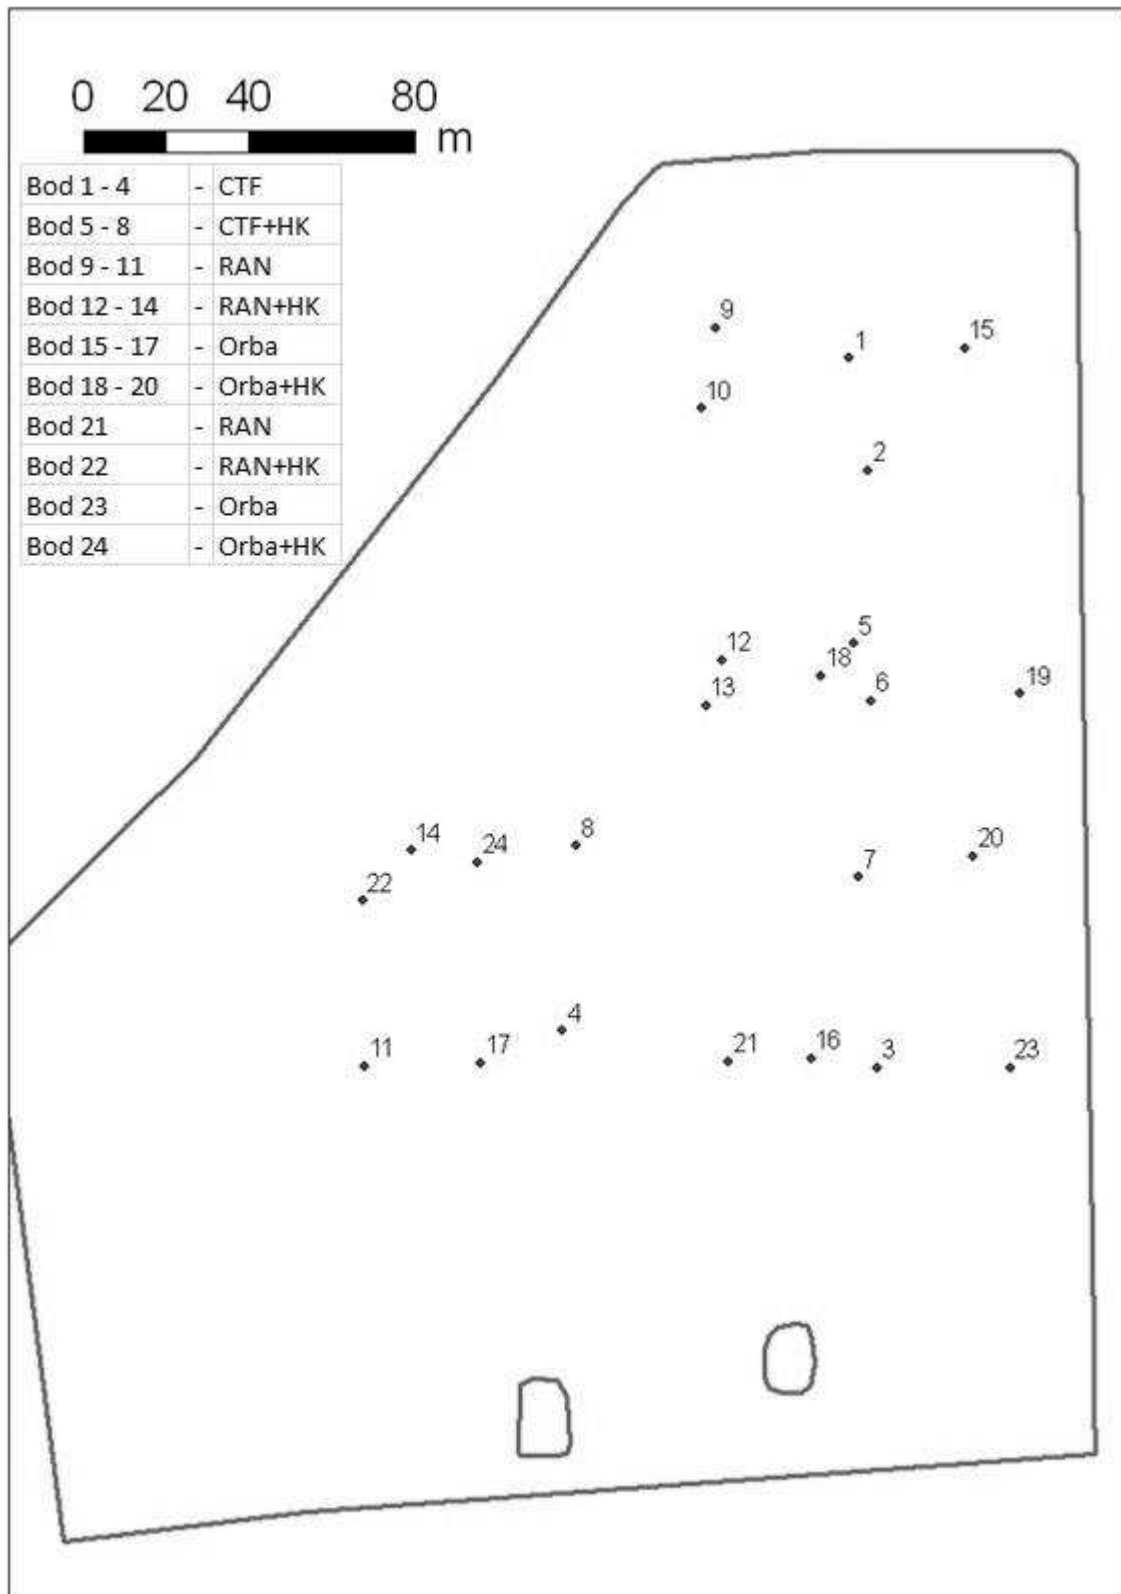 0 20 40 80
m
Bod 1 - 4 - CTF
Bod 5 - 8 - CTF+HK
Bod 9 - 11 - RAN
Bod 12 - 14 - RAN+HK
Bod 15 - 17 - Orba
Bod 18 - 20 - Orba+HK
Bod 21 - RAN
Bod 22 - RAN+HK
Bod 23 - Orba
Bod 24 - Orba+HK
9
1
15
10
2
5
12
18
6
19
13
8
14
24
20
7
22
4
11
17
21
16
3
23